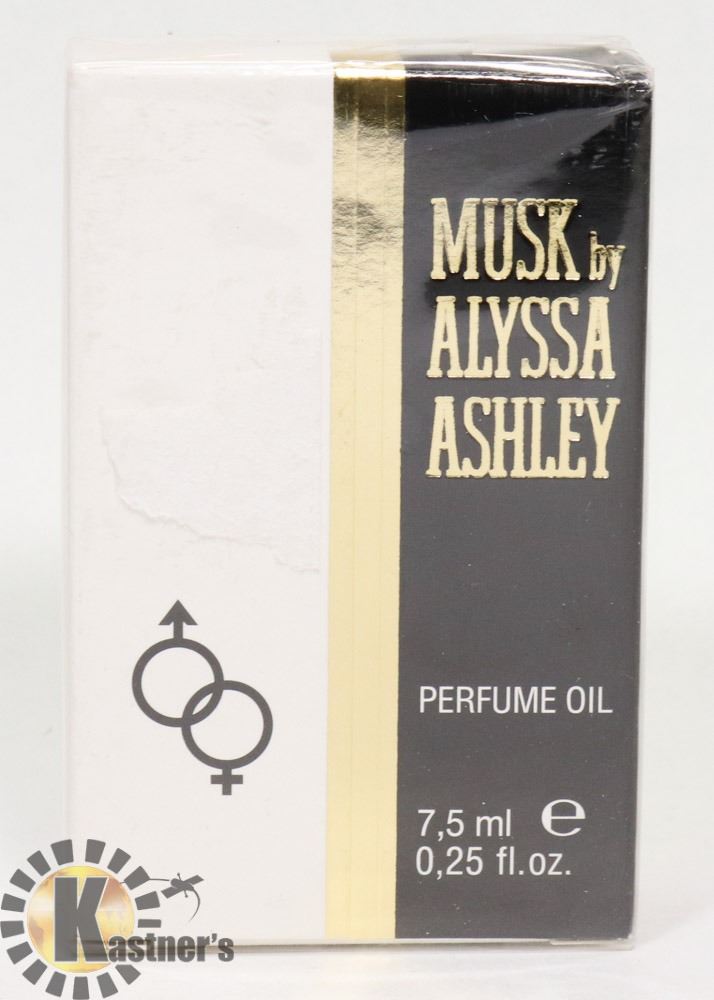 MUSK by
ALYSSA
ASHLEY
PERFUME OIL
7,5 ml ℮
0,25 fl.oz.
Kastner's